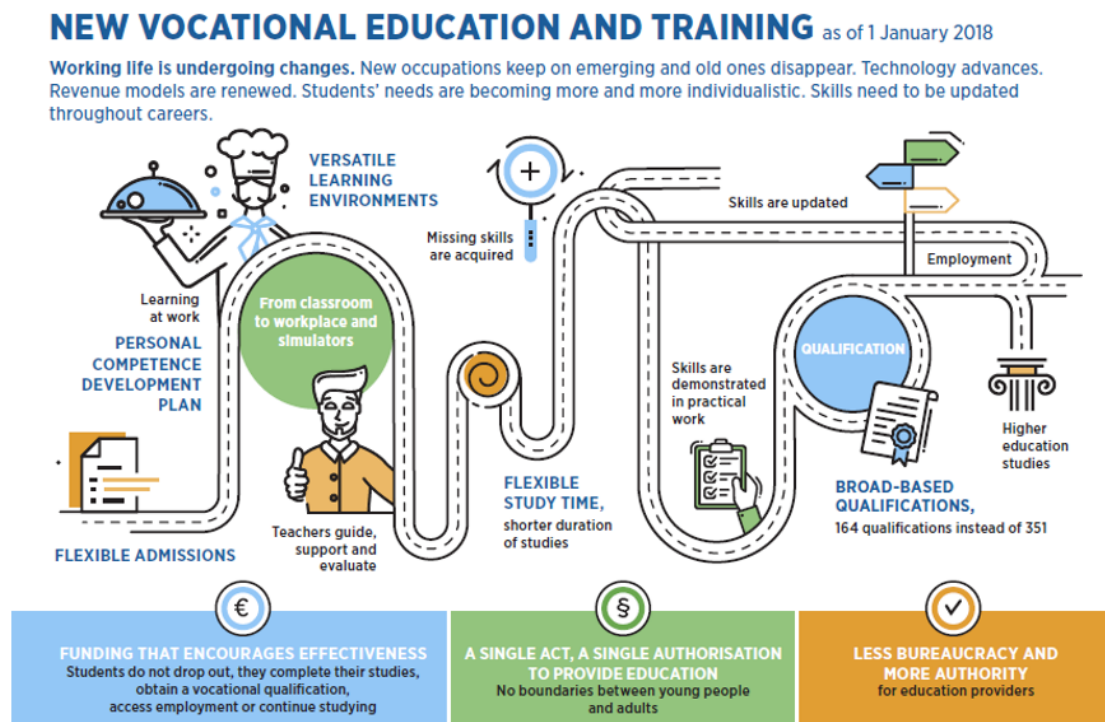 NEW VOCATIONAL EDUCATION AND TRAINING as of 1 January 2018
Working life is undergoing changes. New occupations keep on emerging and old ones disappear. Technology advances.
Revenue models are renewed. Students' needs are becoming more and more individualistic. Skills need to be updated
throughout careers.
VERSATILE
LEARNING
ENVIRONMENTS
Learning
at work
PERSONAL
COMPETENCE
DEVELOPMENT
PLAN
From classroom
to workplace and
simulators
FLEXIBLE ADMISSIONS
Teachers guide,
support and
evaluate
+
Missing skills
are acquired
FLEXIBLE
STUDY TIME,
shorter duration
of studies
Skills are updated
Employment
Skills are
demonstrated
in practical
work
QUALIFICATION
BROAD-BASED
QUALIFICATIONS,
164 qualifications instead of 351
Higher
education
studies
€
FUNDING THAT ENCOURAGES EFFECTIVENESS
Students do not drop out, they complete their studies,
obtain a vocational qualification,
access employment or continue studying
§
A SINGLE ACT, A SINGLE AUTHORISATION
TO PROVIDE EDUCATION
No boundaries between young people
and adults
LESS BUREAUCRACY AND
MORE AUTHORITY
for education providers